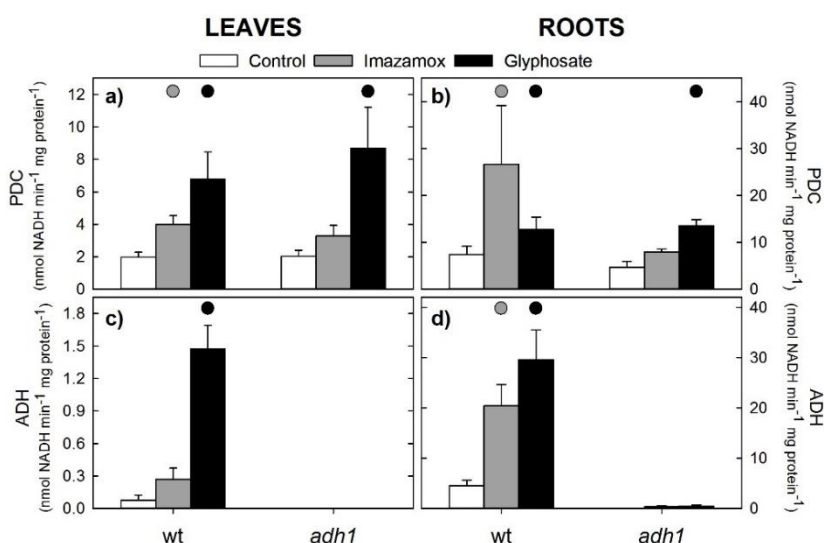 LEAVES ROOTS
Control Imazamox Glyphosate
a) b)
PDC
(nmol NADH min⁻¹ mg protein⁻¹)
12
10
8
6
4
2
0
40
30
20
10
0
PDC
(nmol NADH min⁻¹ mg protein⁻¹)
c) d)
ADH
(nmol NADH min⁻¹ mg protein⁻¹)
1.8
1.5
1.2
0.9
0.6
0.3
0.0
40
30
20
10
0
ADH
(nmol NADH min⁻¹ mg protein⁻¹)
wt adh1 wt adh1